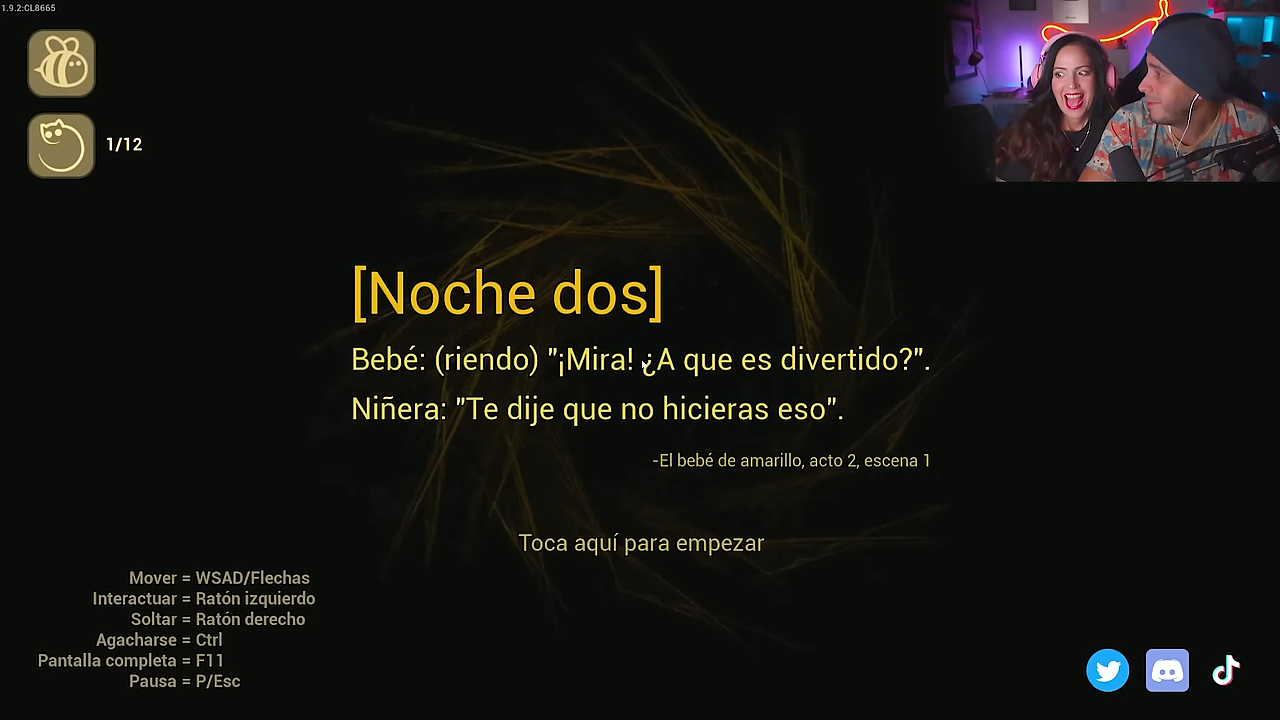 1.9.2:CL8665
1/12
[Noche dos]
Bebé: (riendo) "¡Mira! ¿A que es divertido?".
Niñera: "Te dije que no hicieras eso".
-El bebé de amarillo, acto 2, escena 1
Toca aquí para empezar
Mover = WSAD/Flechas
Interactuar = Ratón izquierdo
Soltar = Ratón derecho
Agacharse = Ctrl
Pantalla completa = F11
Pausa = P/Esc